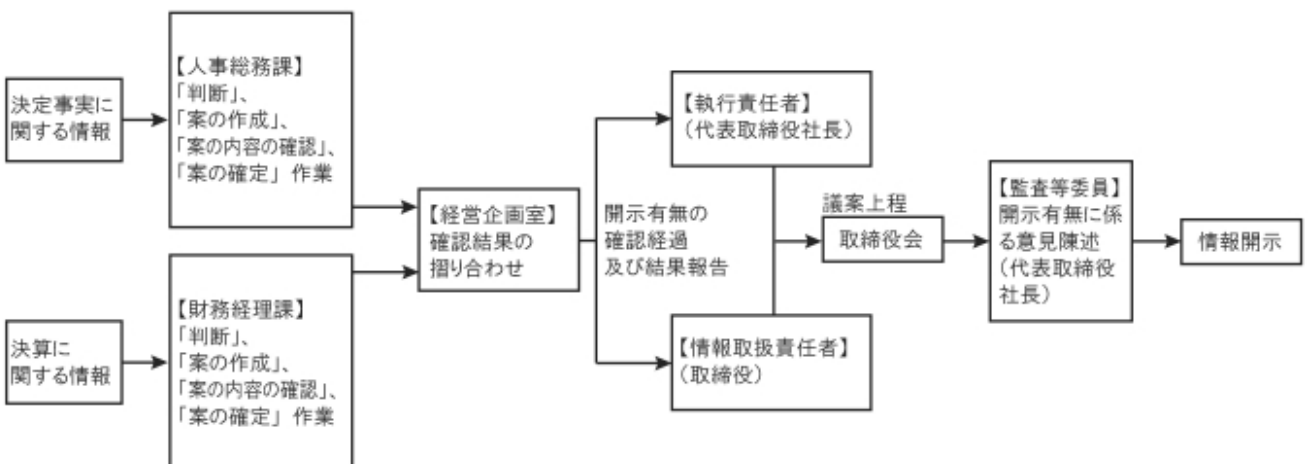 決定事実に
関する情報
【人事総務課】
「判断」、
「案の作成」、
「案の内容の確認」、
「案の確定」作業
決算に
関する情報
【財務経理課】
「判断」、
「案の作成」、
「案の内容の確認」、
「案の確定」作業
【経営企画室】
確認結果の
摺り合わせ
開示有無の
確認経過
及び結果報告
【執行責任者】
（代表取締役社長）
【情報取扱責任者】
（取締役）
議案上程
取締役会
【監査等委員】
開示有無に係
る意見陳述
（代表取締役
社長）
情報開示